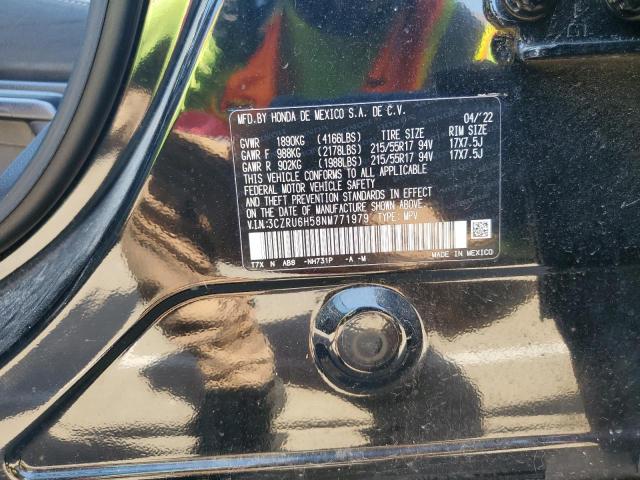 MFD.BY HONDA DE MEXICO S.A. DE C.V. 04/'22
GVWR 1890KG (4166LBS) TIRE SIZE RIM SIZE
GAWR F 988KG (2178LBS) 215/55R17 94V 17X7.5J
GAWR R 902KG (1988LBS) 215/55R17 94V 17X7.5J
THIS VEHICLE CONFORMS TO ALL APPLICABLE
FEDERAL MOTOR VEHICLE SAFETY
AND THEFT PREVENTION STANDARDS IN EFFECT
ON THE DATE OF MANUFACTURE SHOWN ABOVE.
V.I.N.: 3CZRU6H58NM771979 TYPE: MPV
T7X N AB8 -NH731P -A -M MADE IN MEXICO